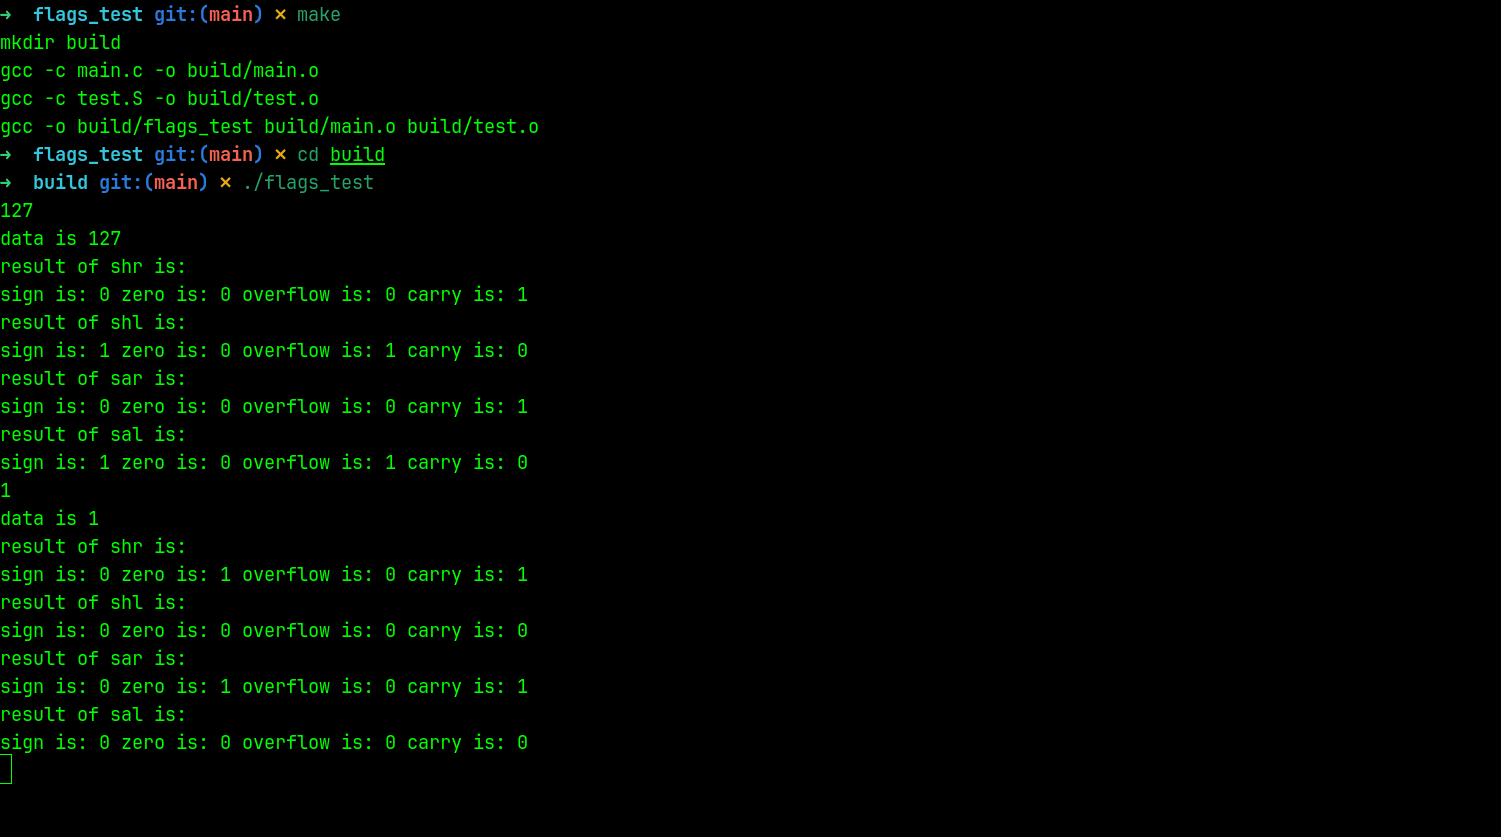 →  flags_test git:(main) × make
mkdir build
gcc -c main.c -o build/main.o
gcc -c test.S -o build/test.o
gcc -o build/flags_test build/main.o build/test.o
→  flags_test git:(main) × cd build
→  build git:(main) × ./flags_test
127
data is 127
result of shr is:
sign is: 0 zero is: 0 overflow is: 0 carry is: 1
result of shl is:
sign is: 1 zero is: 0 overflow is: 1 carry is: 0
result of sar is:
sign is: 0 zero is: 0 overflow is: 0 carry is: 1
result of sal is:
sign is: 1 zero is: 0 overflow is: 1 carry is: 0
1
data is 1
result of shr is:
sign is: 0 zero is: 1 overflow is: 0 carry is: 1
result of shl is:
sign is: 0 zero is: 0 overflow is: 0 carry is: 0
result of sar is:
sign is: 0 zero is: 1 overflow is: 0 carry is: 1
result of sal is:
sign is: 0 zero is: 0 overflow is: 0 carry is: 0